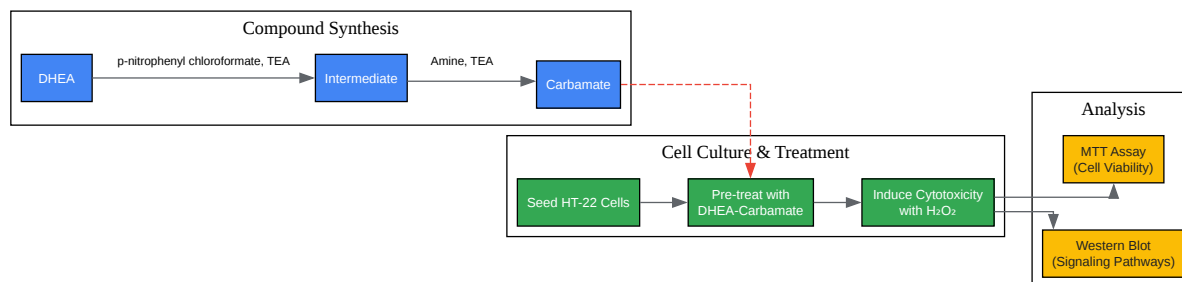 Compound Synthesis
DHEA
p-nitrophenyl chloroformate, TEA
Intermediate
Amine, TEA
Carbamate
Cell Culture & Treatment
Seed HT-22 Cells
Pre-treat with
DHEA-Carbamate
Induce Cytotoxicity
with H₂O₂
Analysis
MTT Assay
(Cell Viability)
Western Blot
(Signaling Pathways)